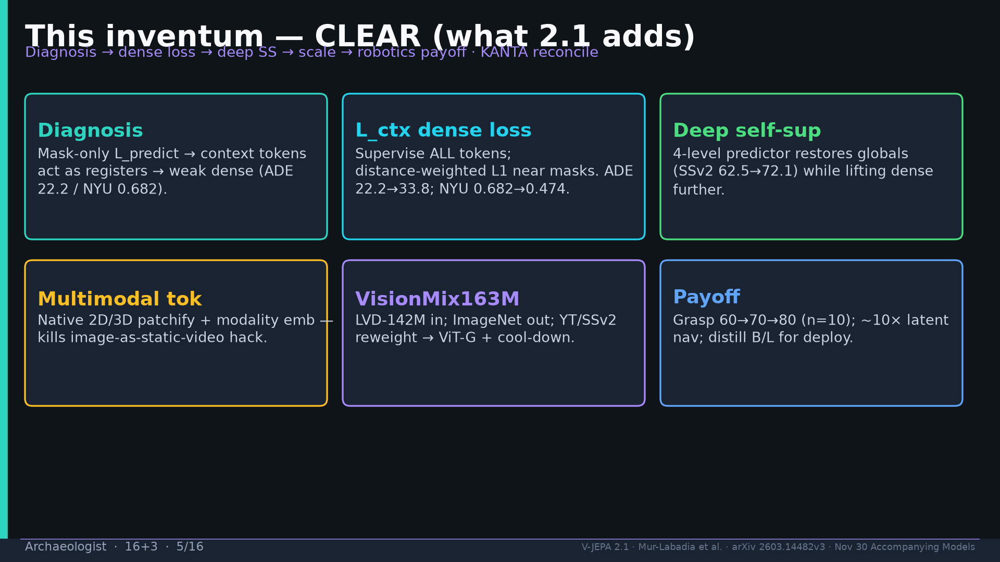 This inventum — CLEAR (what 2.1 adds)
Diagnosis → dense loss → deep SS → scale → robotics payoff · KANTA reconcile
Diagnosis
Mask-only L_predict → context tokens
act as registers → weak dense (ADE
22.2 / NYU 0.682).
L_ctx dense loss
Supervise ALL tokens;
distance-weighted L1 near masks. ADE
22.2→33.8; NYU 0.682→0.474.
Deep self-sup
4-level predictor restores globals
(SSv2 62.5→72.1) while lifting dense
further.
Multimodal tok
Native 2D/3D patchify + modality emb —
kills image-as-static-video hack.
VisionMix163M
LVD-142M in; ImageNet out; YT/SSv2
reweight → ViT-G + cool-down.
Payoff
Grasp 60→70→80 (n=10); ~10× latent
nav; distill B/L for deploy.
Archaeologist · 16+3 · 5/16
V-JEPA 2.1 · Mur-Labadia et al. · arXiv 2603.14482v3 · Nov 30 Accompanying Models